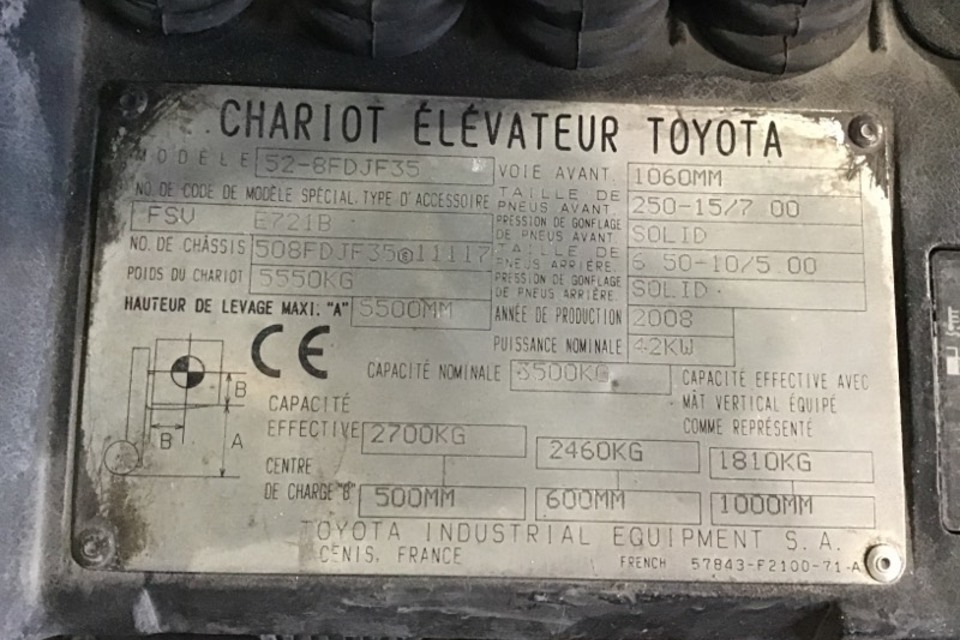 CHARIOT ÉLÉVATEUR TOYOTA
MODÈLE 52-8FDJF35
NO. DE CODE DE MODÈLE SPÉCIAL. TYPE D'ACCESSOIRE
FSV E721B
NO. DE CHÂSSIS 508FDJF35@11117
POIDS DU CHARIOT 5550KG
HAUTEUR DE LEVAGE MAXI: "A" 5500MM
VOIE AVANT. 1060MM
TAILLE DE
PNEUS AVANT. 250-15/7 00
PRESSION DE GONFLAGE
DE PNEUS AVANT. SOLID
TAILLE DE
PNEUS ARRIÈRE. 6 50-10/5 00
PRESSION DE GONFLAGE
DE PNEUS ARRIÈRE. SOLID
ANNÉE DE PRODUCTION 2008
PUISSANCE NOMINALE 42KW
CE
CAPACITÉ NOMINALE 3500KG
CAPACITÉ EFFECTIVE AVEC
MÂT VERTICAL ÉQUIPÉ
COMME REPRÉSENTÉ
B
B
A
CAPACITÉ
EFFECTIVE 2700KG 2460KG 1810KG
CENTRE
DE CHARGE "B" 500MM 600MM 1000MM
TOYOTA INDUSTRIAL EQUIPMENT S. A.
CENIS, FRANCE
FRENCH 57843-F2100-71-A